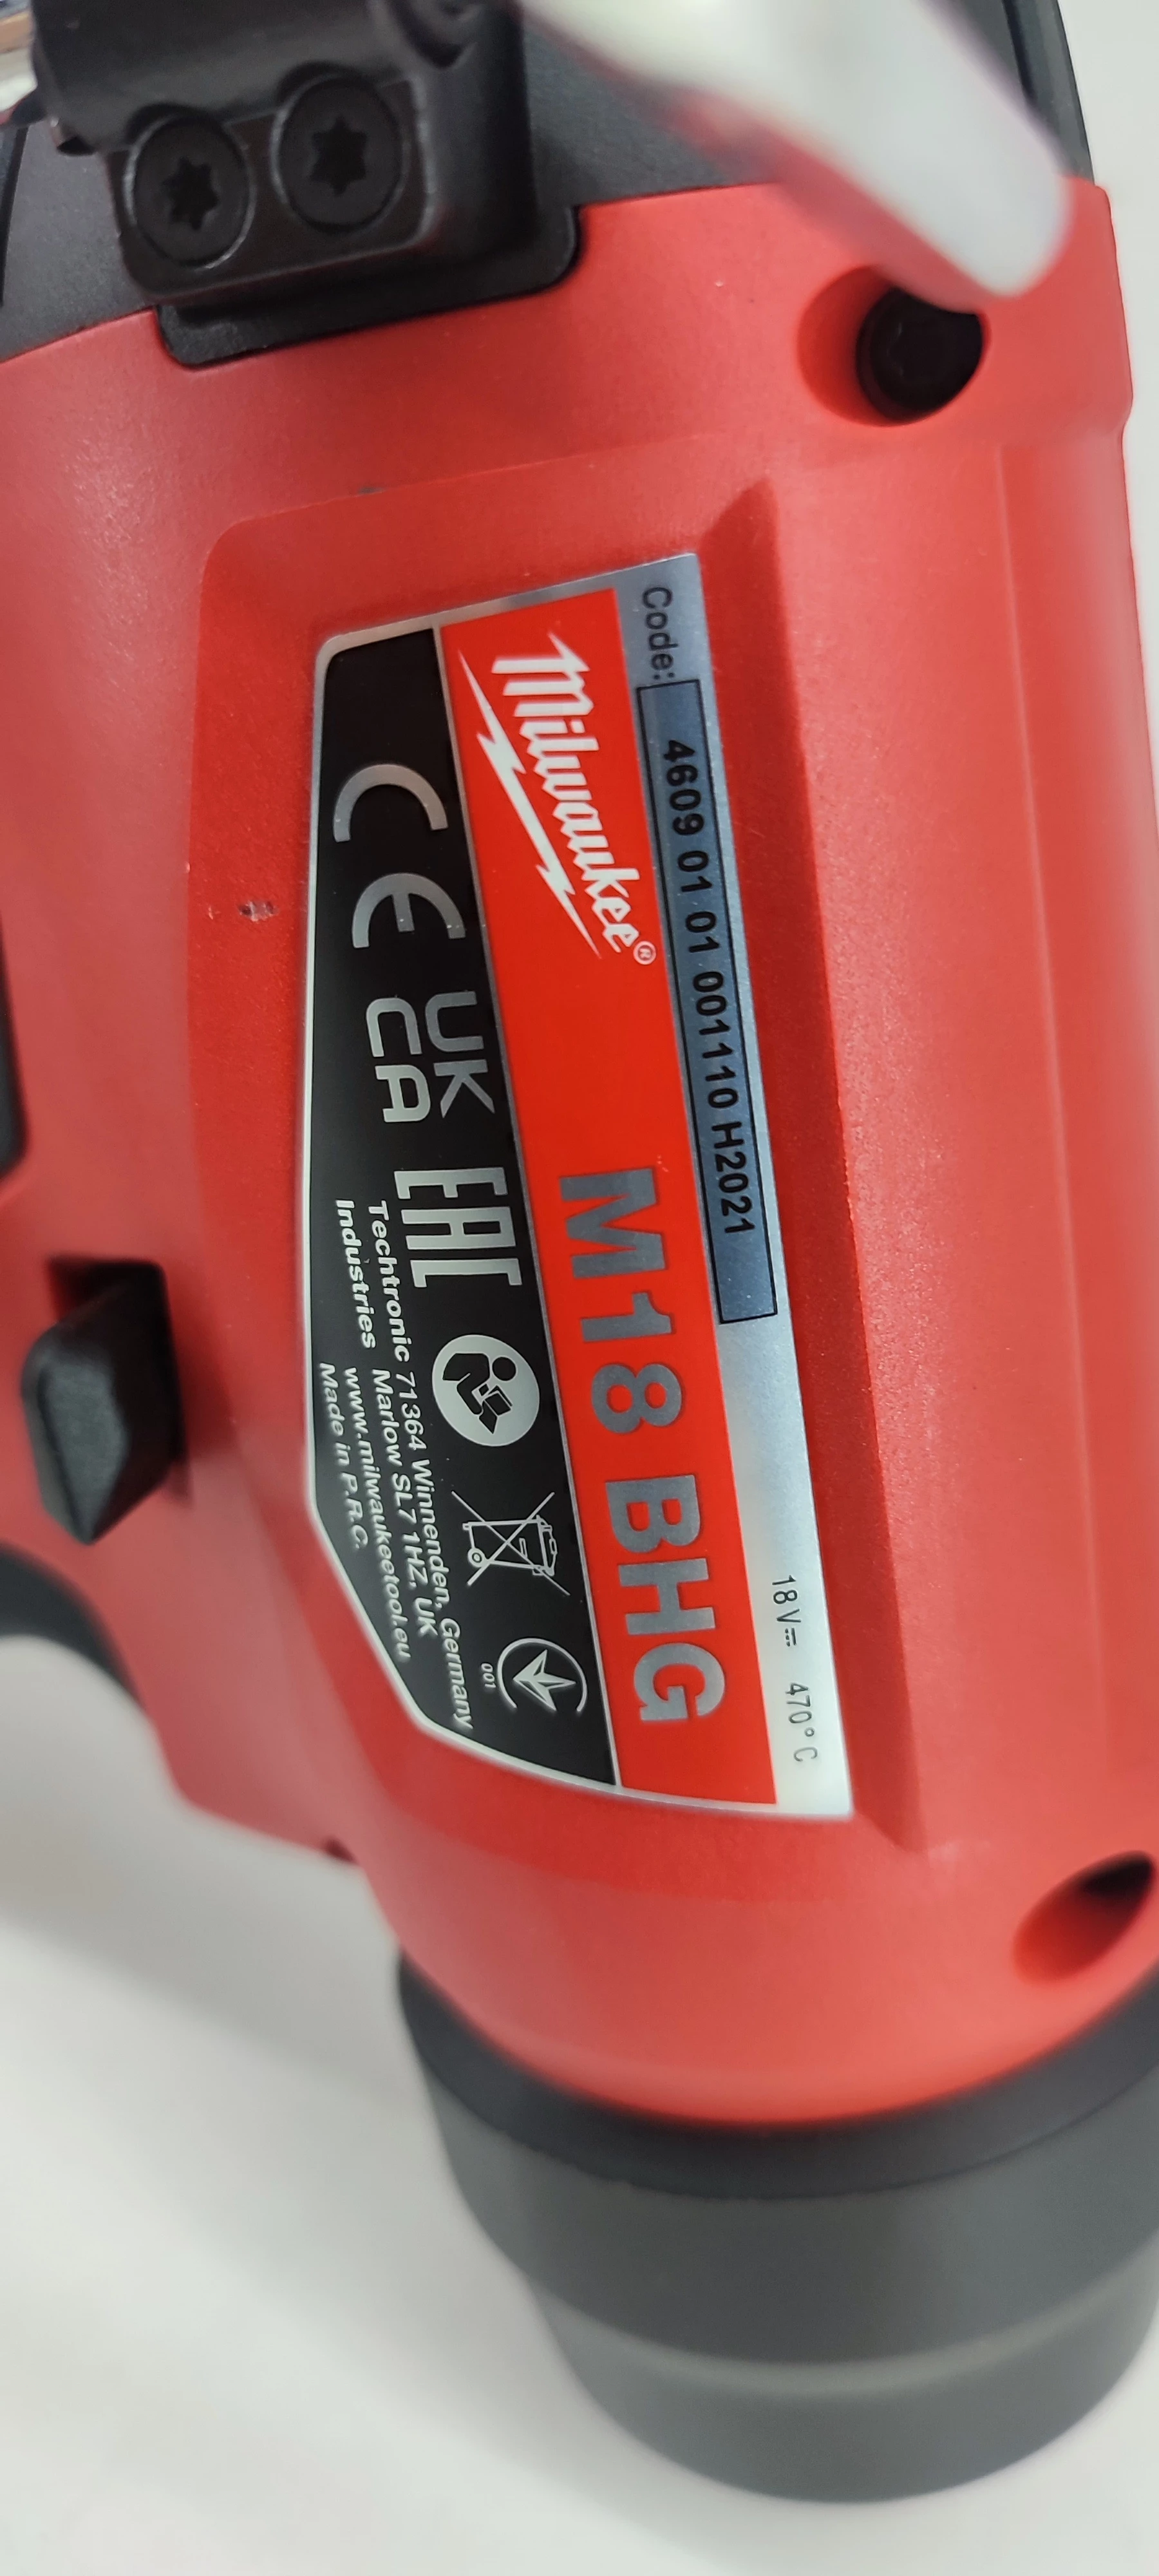 Code: 4609 01 01 001110 H2021
18V⎓ 470°C
Milwaukee®
M18 BHG
CE UK
CA EAC
001
Techtronic 71364 Winnenden, Germany
Industries Marlow SL7 1HZ, UK
www.milwaukeetool.eu
Made in P.R.C.